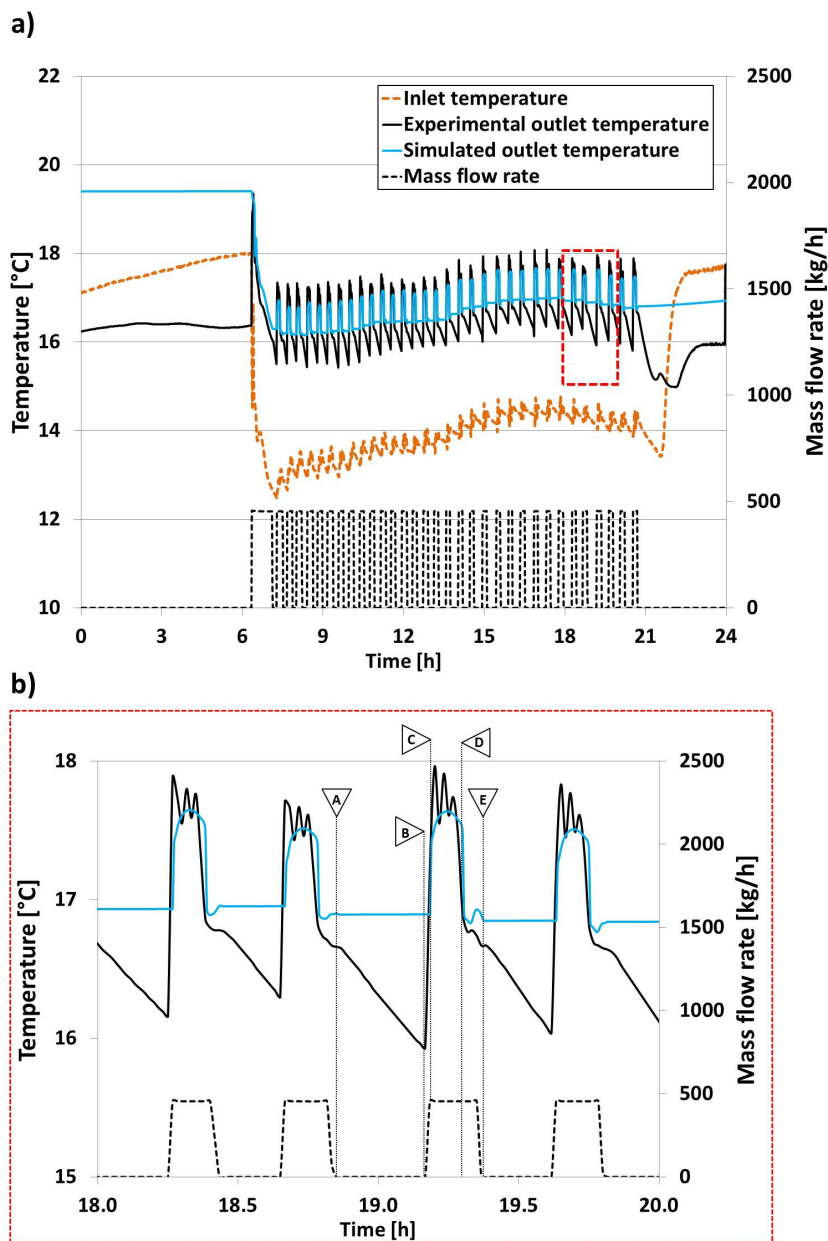 a)
22
20
18
16
14
12
10
Temperature [°C]
2500
2000
1500
1000
500
0
Mass flow rate [kg/h]
Inlet temperature
Experimental outlet temperature
Simulated outlet temperature
Mass flow rate
0 3 6 9 12 15 18 21 24
Time [h]
b)
18
17
16
15
Temperature [°C]
2500
2000
1500
1000
500
0
Mass flow rate [kg/h]
C D
A E
B
18.0 18.5 19.0 19.5 20.0
Time [h]